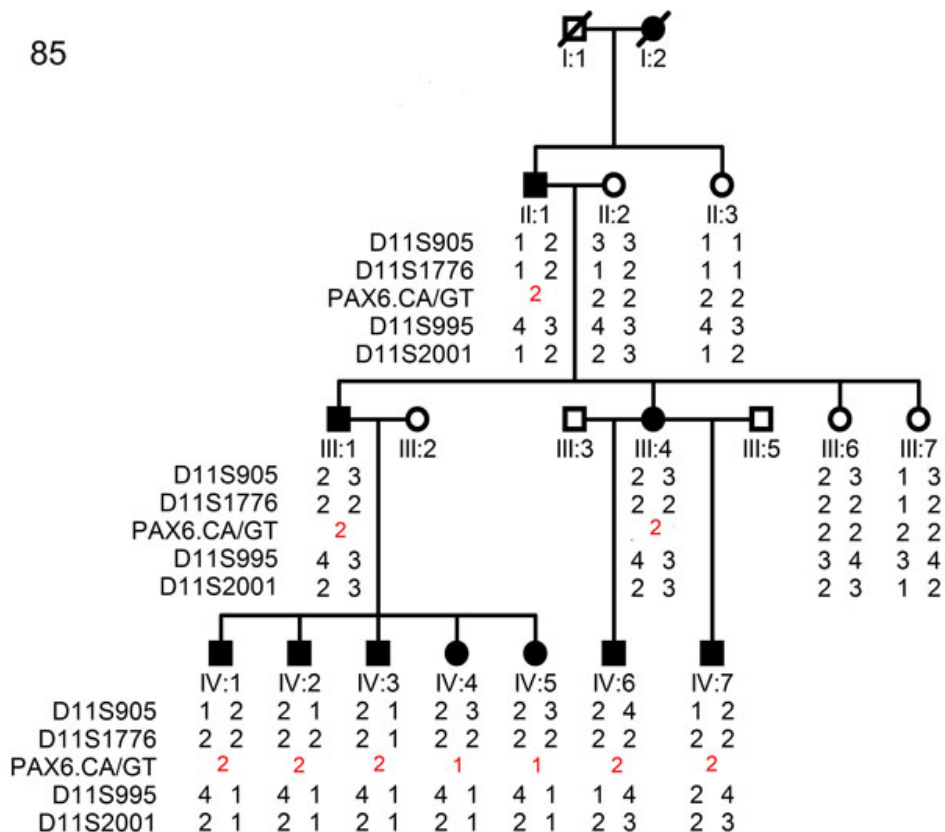 85
I:1 I:2
II:1 II:2 II:3
D11S905 1 2 3 3 1 1
D11S1776 1 2 1 2 1 1
PAX6.CA/GT 2 2 2 2 2
D11S995 4 3 4 3 4 3
D11S2001 1 2 2 3 1 2
III:1 III:2 III:3 III:4 III:5 III:6 III:7
D11S905 2 3 2 3 2 3 1 3
D11S1776 2 2 2 2 2 2 1 2
PAX6.CA/GT 2 2 2 2 2 2
D11S995 4 3 4 3 3 4 3 4
D11S2001 2 3 2 3 2 3 1 2
IV:1 IV:2 IV:3 IV:4 IV:5 IV:6 IV:7
D11S905 1 2 2 1 2 1 2 3 2 3 2 4 1 2
D11S1776 2 2 2 2 2 1 2 2 2 2 2 2 2 2
PAX6.CA/GT 2 2 2 1 1 2 2
D11S995 4 1 4 1 4 1 4 1 4 1 1 4 2 4
D11S2001 2 1 2 1 2 1 2 1 2 1 2 3 2 3